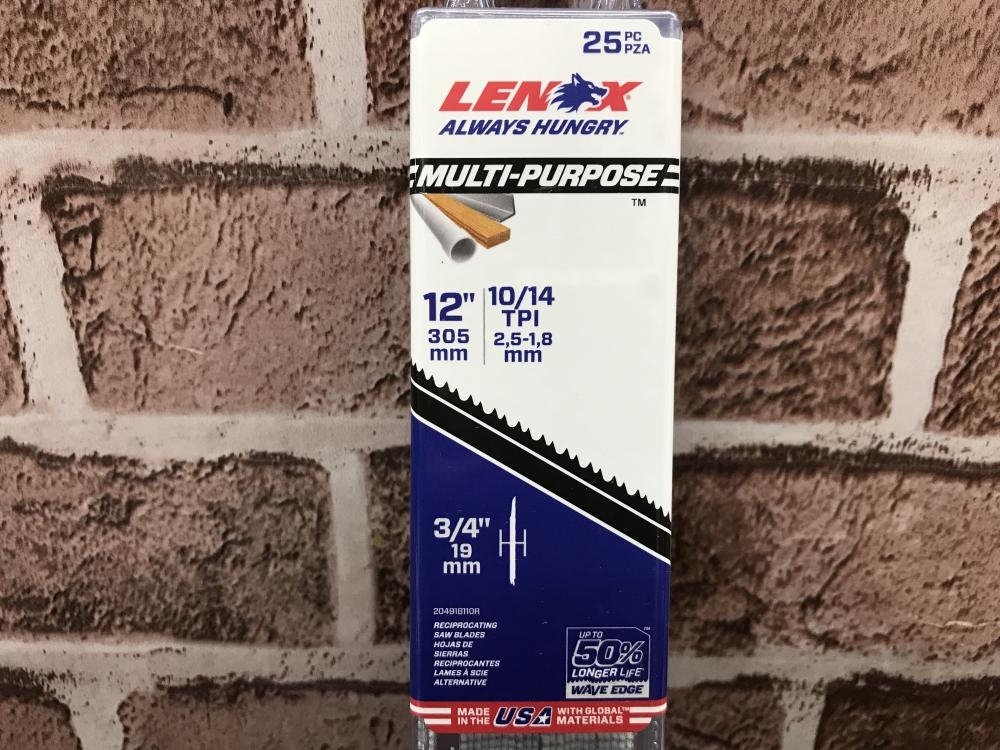 25 PC
PZA
LENOX
ALWAYS HUNGRY.
MULTI-PURPOSE
TM
12" 10/14
TPI
305 2,5-1,8
mm mm
3/4"
19
mm
20491B110R
RECIPROCATING
SAW BLADES
HOJAS DE
SIERRAS
RECIPROCANTES
LAMES À SCIE
ALTERNATIVE
UP TO
50%
LONGER LIFE
WAVE EDGE
TM
MADE IN THE USA WITH GLOBAL MATERIALS